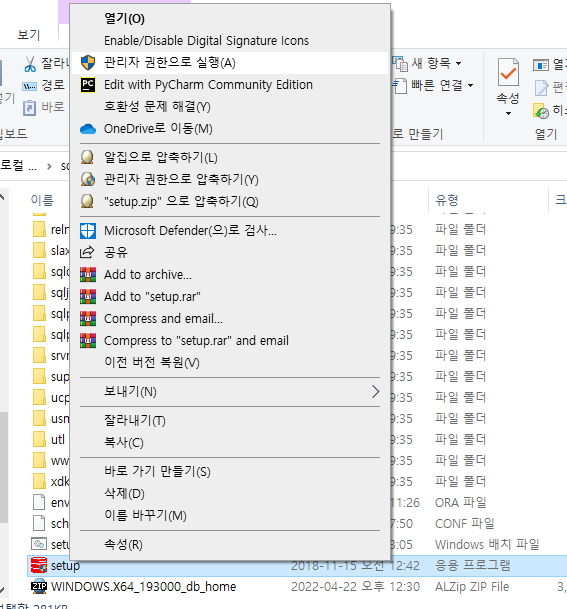 열기(O)
Enable/Disable Digital Signature Icons
관리자 권한으로 실행(A)
Edit with PyCharm Community Edition
호환성 문제 해결(Y)
OneDrive로 이동(M)
알집으로 압축하기(L)
관리자 권한으로 압축하기(Y)
"setup.zip" 으로 압축하기(Q)
Microsoft Defender(으)로 검사...
공유
Add to archive...
Add to "setup.rar"
Compress and email...
Compress to "setup.rar" and email
이전 버전 복원(V)
보내기(N)
잘라내기(T)
복사(C)
바로 가기 만들기(S)
삭제(D)
이름 바꾸기(M)
속성(R)
보기
잘라내
경로
바로
새 항목
빠른 연결
로 만들기
속성
열기
열기
로컬 ...
이름
유형
크
reln 9:35 파일 폴더
slax 9:35 파일 폴더
sqlc 9:35 파일 폴더
sqlj 9:35 파일 폴더
sqlp 9:35 파일 폴더
sqlp 9:35 파일 폴더
srvr 9:35 파일 폴더
sup 9:35 파일 폴더
ucp 9:35 파일 폴더
usn 9:35 파일 폴더
utl 9:35 파일 폴더
ww 9:35 파일 폴더
xdk 9:35 파일 폴더
env 11:26 ORA 파일
sch 7:50 CONF 파일
setu 3:05 Windows 배치 파일
setup 2018-11-15 오전 12:42 응용 프로그램
WINDOWS.X64_193000_db_home 2022-04-22 오후 12:30 ALZip ZIP File 3,